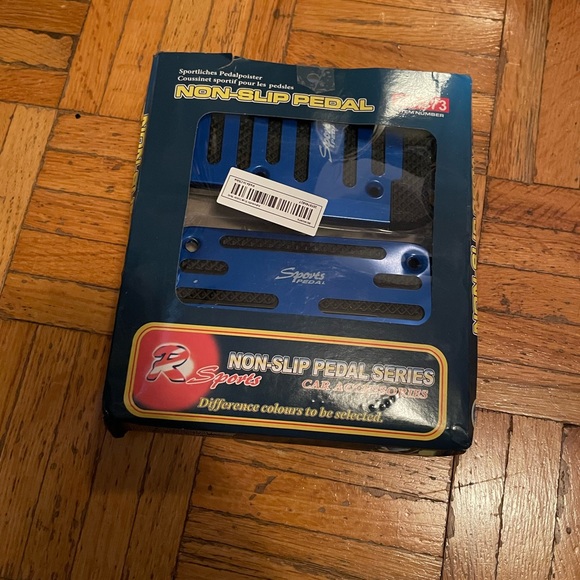 Sportliches Pedalpolster
Coussinet sportif pour les pedales
NON-SLIP PEDAL
ITEM NUMBER
Sports
Sports
PEDAL
R
Sports
NON-SLIP PEDAL SERIES
CAR ACCESSORIES
Difference colours to be selected.